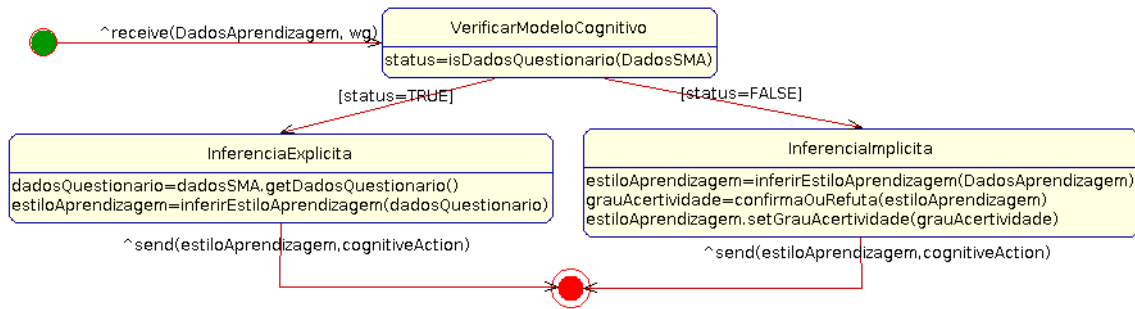 VerificarModeloCognitivo
^receive(DadosAprendizagem, wg)
status=isDadosQuestionario(DadosSMA)
[status=TRUE]
[status=FALSE]
InferenciaExplicita
dadosQuestionario=dadosSMA.getDadosQuestionario()
estiloAprendizagem=inferirEstiloAprendizagem(dadosQuestionario)
InferenciaImplicita
estiloAprendizagem=inferirEstiloAprendizagem(DadosAprendizagem)
grauAcertividade=confirmaOuRefuta(estiloAprendizagem)
estiloAprendizagem.setGrauAcertividade(grauAcertividade)
^send(estiloAprendizagem,cognitiveAction)
^send(estiloAprendizagem,cognitiveAction)